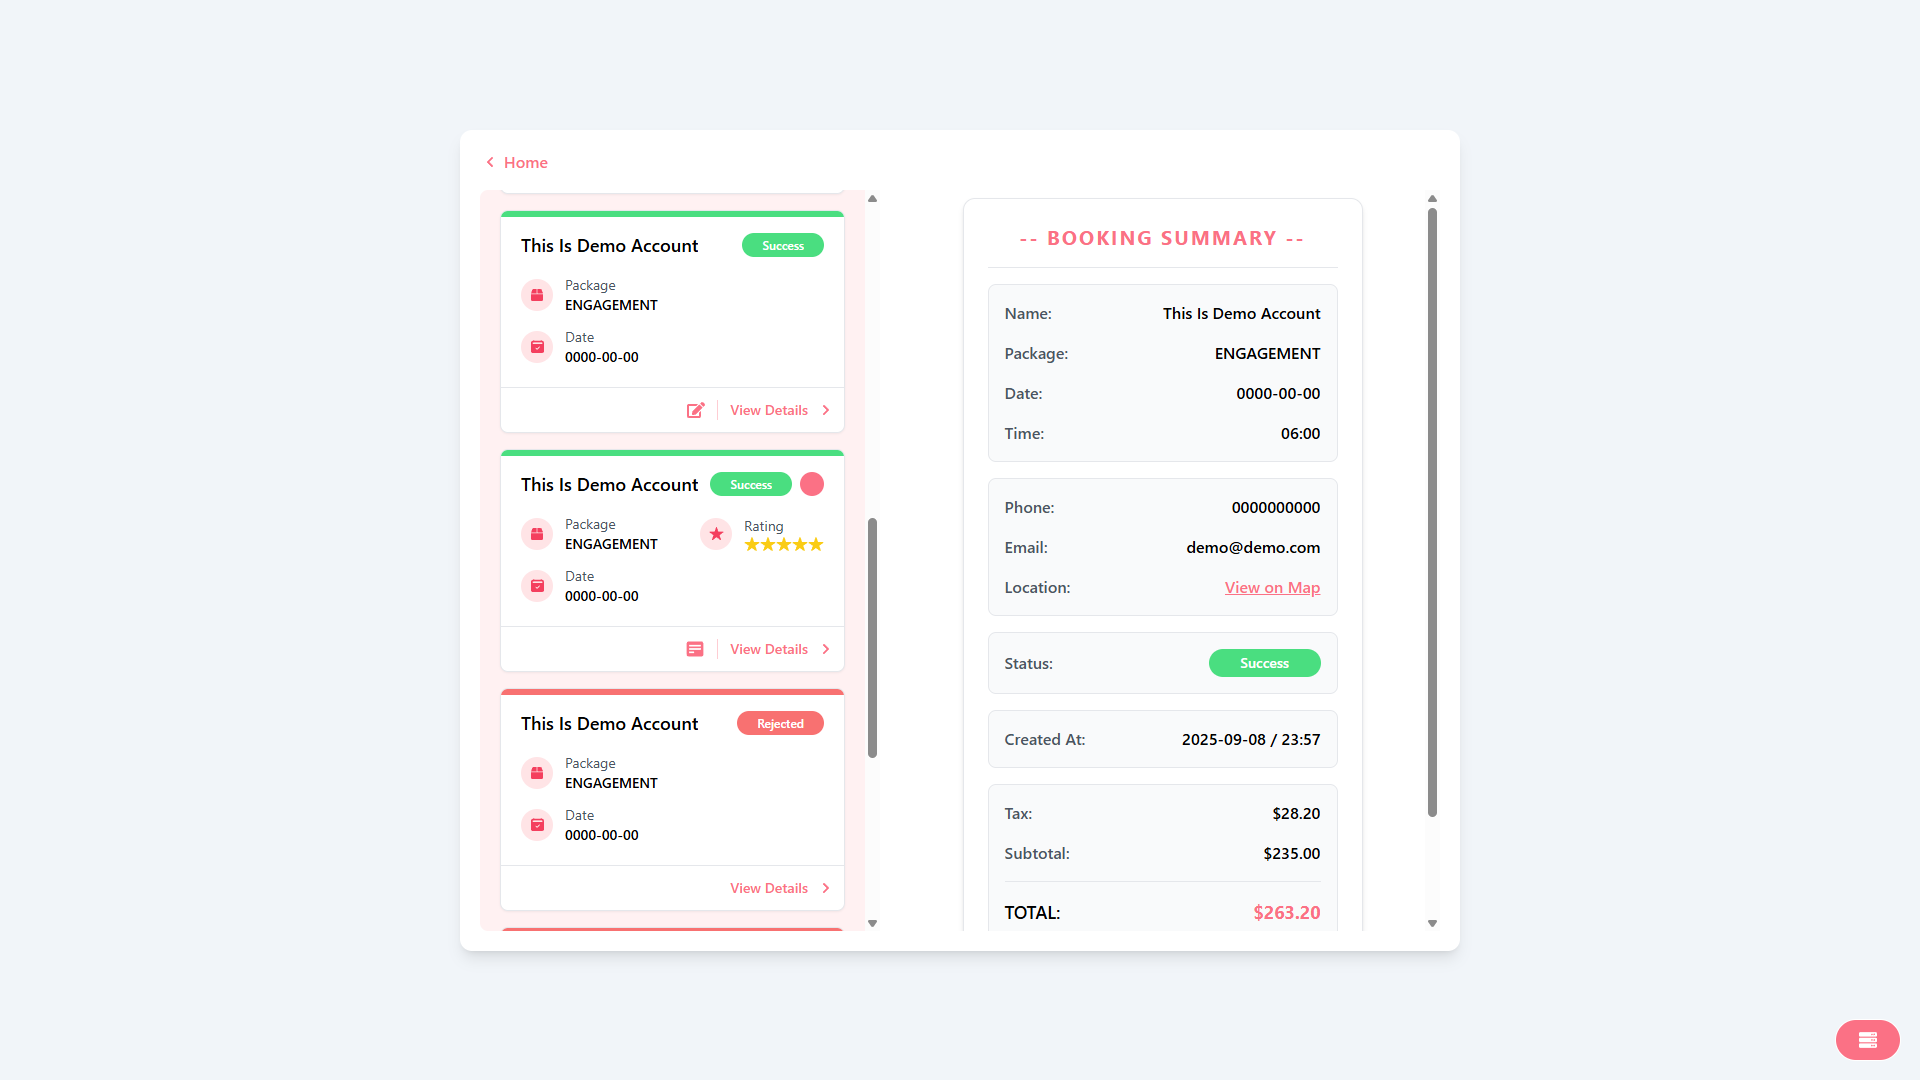 Home
This Is Demo Account
Success
Package
ENGAGEMENT
Date
0000-00-00
View Details
This Is Demo Account
Success
Package
ENGAGEMENT
Rating
Date
0000-00-00
View Details
This Is Demo Account
Rejected
Package
ENGAGEMENT
Date
0000-00-00
View Details
-- BOOKING SUMMARY --
Name: This Is Demo Account
Package: ENGAGEMENT
Date: 0000-00-00
Time: 06:00
Phone: 0000000000
Email: demo@demo.com
Location: View on Map
Status: Success
Created At: 2025-09-08 / 23:57
Tax: $28.20
Subtotal: $235.00
TOTAL: $263.20